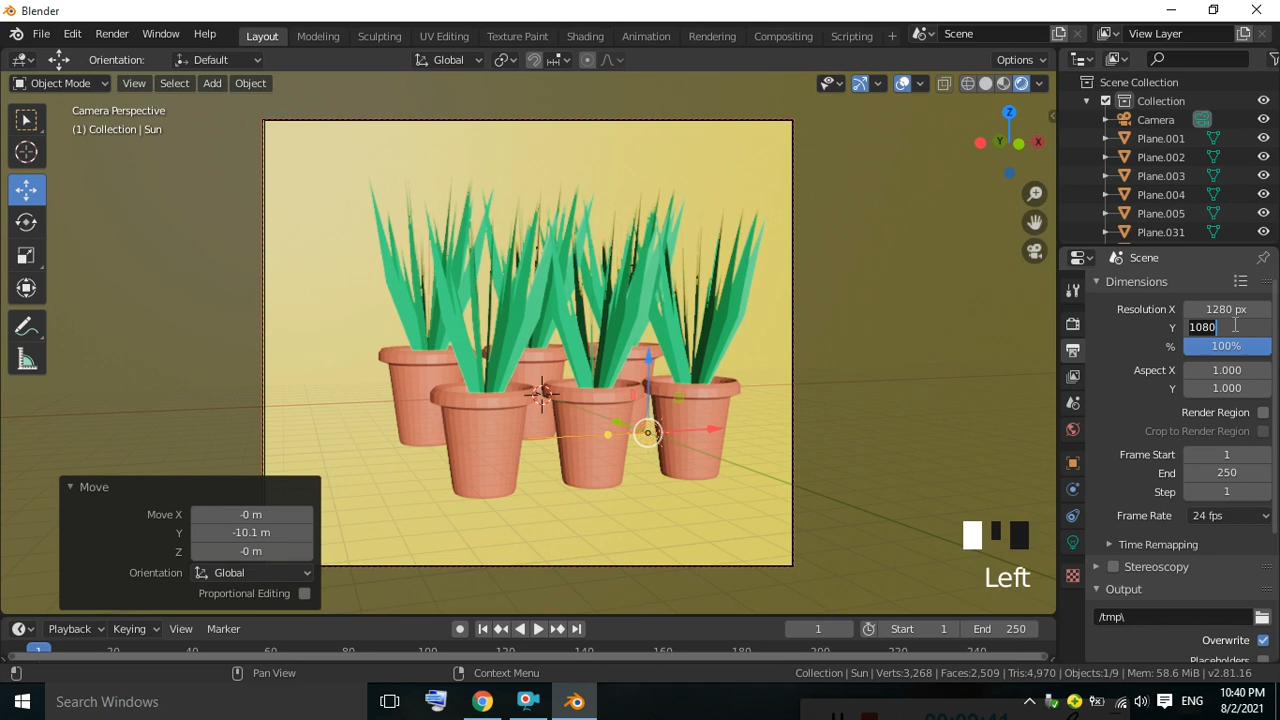 Blender
File Edit Render Window Help Layout Modeling Sculpting UV Editing Texture Paint Shading Animation Rendering Compositing Scripting + Scene View Layer
Orientation: Default Global Options
Object Mode View Select Add Object
Camera Perspective
(1) Collection | Sun
Z
Y X
Scene Collection
Collection
Camera
Plane.001
Plane.002
Plane.003
Plane.004
Plane.005
Plane.031
Scene
Dimensions
Resolution X 1280 px
Y 1080
% 100%
Aspect X 1.000
Y 1.000
Render Region
Crop to Render Region
Frame Start 1
End 250
Step 1
Frame Rate 24 fps
Time Remapping
Stereoscopy
Output
/tmp\
Overwrite
Move
Move X -0 m
Y -10.1 m
Z -0 m
Orientation Global
Proportional Editing
Left
Playback Keying View Marker 1 Start 1 End 250
1
Pan View Context Menu Collection | Sun | Verts:3,268 | Faces:2,509 | Tris:4,970 | Objects:1/9 | Mem: 58.6 MiB | v2.81.16
Search Windows ENG
10:40 PM
8/2/2021